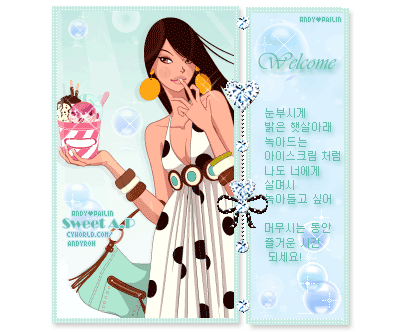 ANDY♥PAILIN
Welcome
눈부시게
밝은 햇살아래
녹아드는
아이스크림 처럼
나도 너에게
살며시
녹아들고 싶어
머무시는 동안
즐거운 시간
되세요!
ANDY♥PAILIN
Sweet A.P
CYWORLD.COM/
ANDYROH